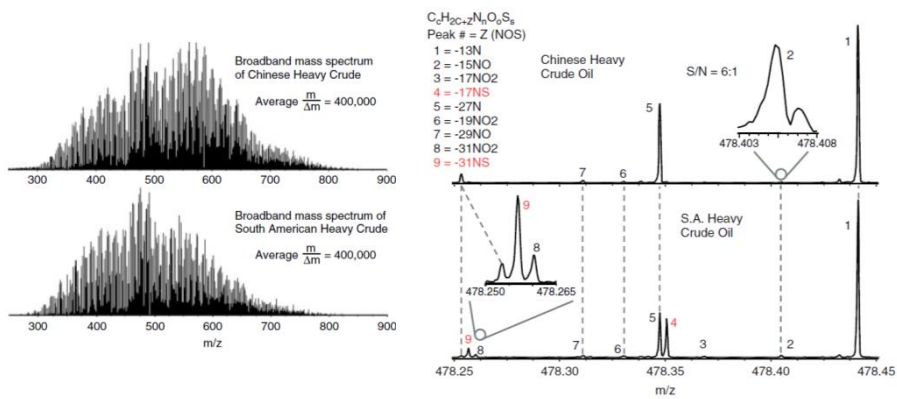 Broadband mass spectrum
of Chinese Heavy Crude
Average m/Δm = 400,000
300 400 500 600 700 800 900
Broadband mass spectrum of
South American Heavy Crude
Average m/Δm = 400,000
300 400 500 600 700 800 900
m/z
CcH2C+ZNnOoSs
Peak # = Z (NOS)
1 = -13N
2 = -15NO
3 = -17NO2
4 = -17NS
5 = -27N
6 = -19NO2
7 = -29NO
8 = -31NO2
9 = -31NS
Chinese Heavy
Crude Oil
S/N = 6:1
2
1
5
478.403 478.408
7
6
S.A. Heavy
Crude Oil
1
9
8
478.250 478.265
5
4
9
8
7
6
3
2
478.25 478.30 478.35 478.40 478.45
m/z